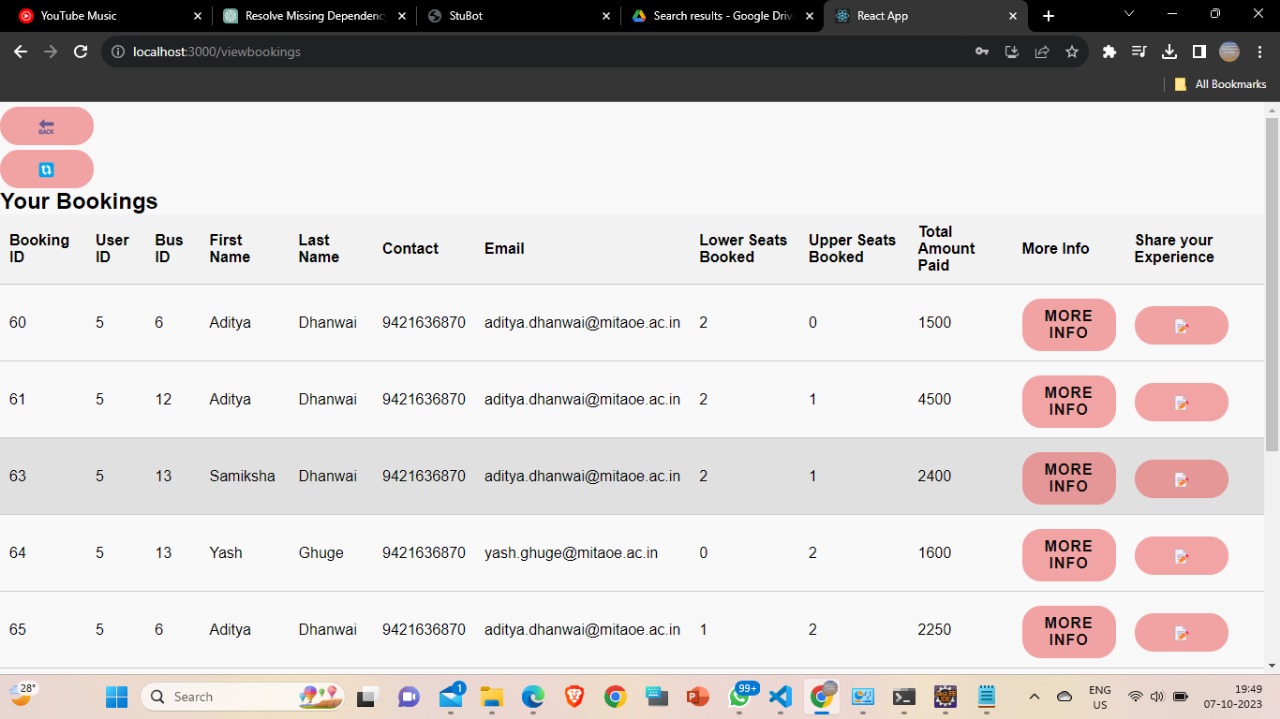 YouTube Music
Resolve Missing Dependenc
StuBot
Search results - Google Driv
React App
localhost:3000/viewbookings
All Bookmarks
BACK
Your Bookings
Booking ID User ID Bus ID First Name Last Name Contact Email Lower Seats Booked Upper Seats Booked Total Amount Paid More Info Share your Experience
60 5 6 Aditya Dhanwai 9421636870 aditya.dhanwai@mitaoe.ac.in 2 0 1500 MORE INFO
61 5 12 Aditya Dhanwai 9421636870 aditya.dhanwai@mitaoe.ac.in 2 1 4500 MORE INFO
63 5 13 Samiksha Dhanwai 9421636870 aditya.dhanwai@mitaoe.ac.in 2 1 2400 MORE INFO
64 5 13 Yash Ghuge 9421636870 yash.ghuge@mitaoe.ac.in 0 2 1600 MORE INFO
65 5 6 Aditya Dhanwai 9421636870 aditya.dhanwai@mitaoe.ac.in 1 2 2250 MORE INFO
28°
Search
1
99+
ENG
US
19:49
07-10-2023